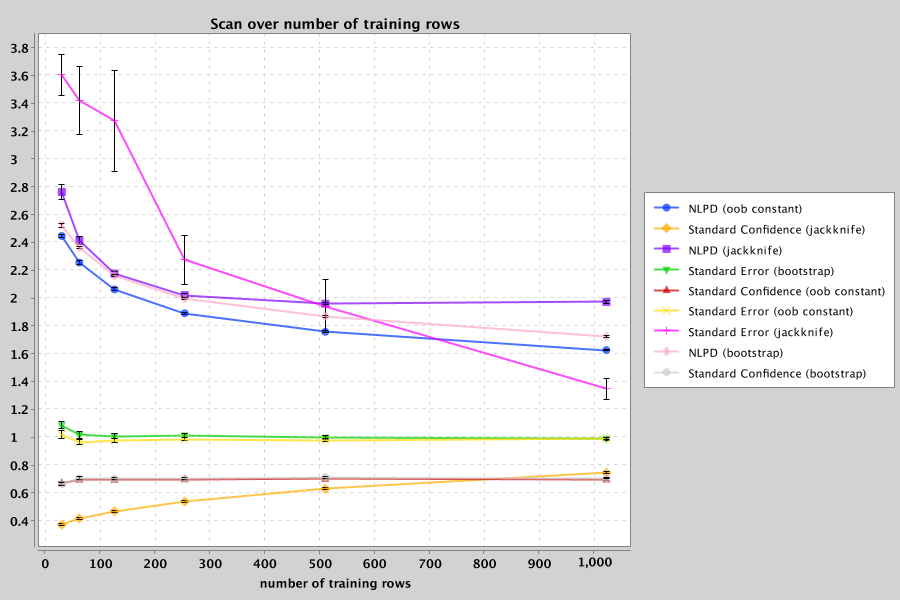 Scan over number of training rows
3.8
3.6
3.4
3.2
3
2.8
2.6
2.4
2.2
2
1.8
1.6
1.4
1.2
1
0.8
0.6
0.4
0 100 200 300 400 500 600 700 800 900 1,000
number of training rows
NLPD (oob constant)
Standard Confidence (jackknife)
NLPD (jackknife)
Standard Error (bootstrap)
Standard Confidence (oob constant)
Standard Error (oob constant)
Standard Error (jackknife)
NLPD (bootstrap)
Standard Confidence (bootstrap)